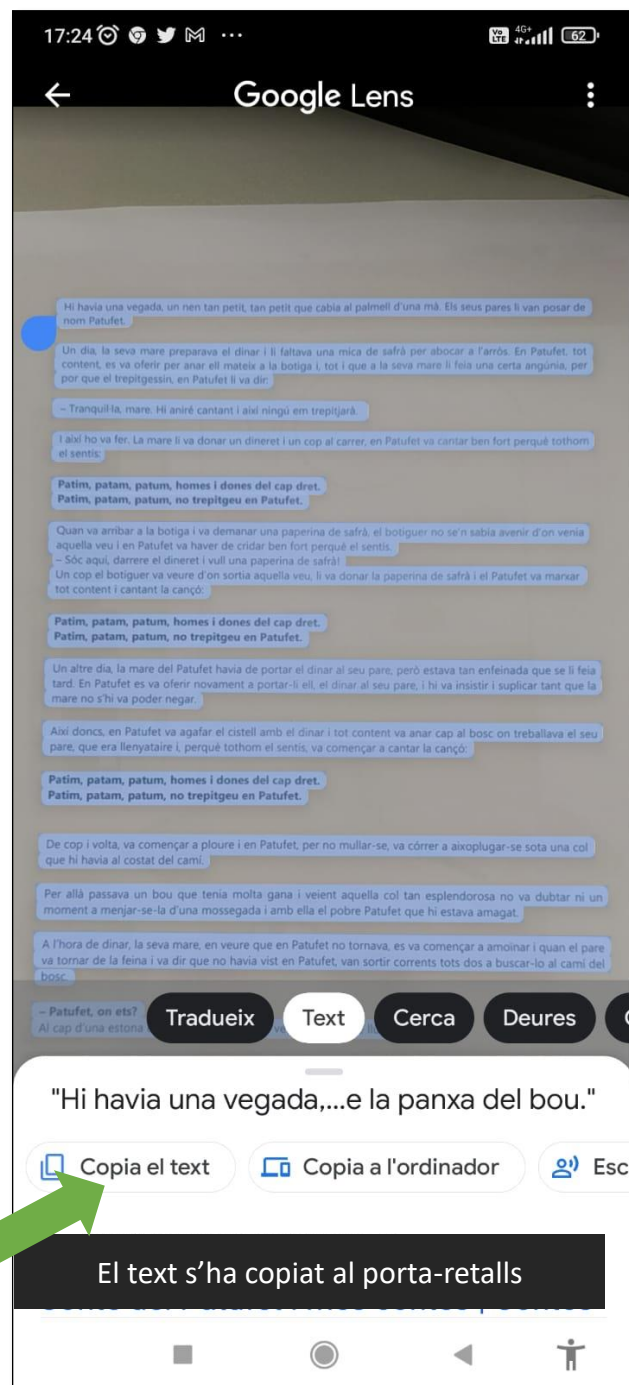 17:24 ...
Vo LTE 4G+ 62
Google Lens
Hi havia una vegada, un nen tan petit, tan petit que cabia al palmell d'una mà. Els seus pares li van posar de
nom Patufet.
Un dia, la seva mare preparava el dinar i li faltava una mica de safrà per abocar a l'arròs. En Patufet, tot
content, es va oferir per anar ell mateix a la botiga i, tot i que a la seva mare li feia una certa angúnia, per
por que el trepitgessin, en Patufet li va dir:
– Tranquil·la, mare. Hi aniré cantant i així ningú em trepitjarà.
I així ho va fer. La mare li va donar un dineret i un cop al carrer, en Patufet va cantar ben fort perquè tothom
el sentís:
Patim, patam, patum, homes i dones del cap dret.
Patim, patam, patum, no trepitgeu en Patufet.
Quan va arribar a la botiga i va demanar una paperina de safrà, el botiguer no se'n sabia avenir d'on venia
aquella veu i en Patufet va haver de cridar ben fort perquè el sentís.
– Sóc aquí, darrere el dineret i vull una paperina de safrà!
Un cop el botiguer va veure d'on sortia aquella veu, li va donar la paperina de safrà i el Patufet va marxar
tot content i cantant la cançó:
Patim, patam, patum, homes i dones del cap dret.
Patim, patam, patum, no trepitgeu en Patufet.
Un altre dia, la mare del Patufet havia de portar el dinar al seu pare, però estava tan enfeinada que se li feia
tard. En Patufet es va oferir novament a portar-li ell, el dinar al seu pare, i hi va insistir i suplicar tant que la
mare no s'hi va poder negar.
Així doncs, en Patufet va agafar el cistell amb el dinar i tot content va anar cap al bosc on treballava el seu
pare, que era llenyataire i, perquè tothom el sentís, va començar a cantar la cançó:
Patim, patam, patum, homes i dones del cap dret.
Patim, patam, patum, no trepitgeu en Patufet.
De cop i volta, va començar a ploure i en Patufet, per no mullar-se, va córrer a aixoplugar-se sota una col
que hi havia al costat del camí.
Per allà passava un bou que tenia molta gana i veient aquella col tan esplendorosa no va dubtar ni un
moment a menjar-se-la d'una mossegada i amb ella el pobre Patufet que hi estava amagat.
A l'hora de dinar, la seva mare, en veure que en Patufet no tornava, es va començar a amoinar i quan el pare
va tornar de la feina i va dir que no havia vist en Patufet, van sortir corrents tots dos a buscar-lo al camí del
bosc.
– Patufet, on ets?
Al cap d'una estona
Tradueix Text Cerca Deures
"Hi havia una vegada,...e la panxa del bou."
Copia el text Copia a l'ordinador Esc
El text s'ha copiat al porta-retalls